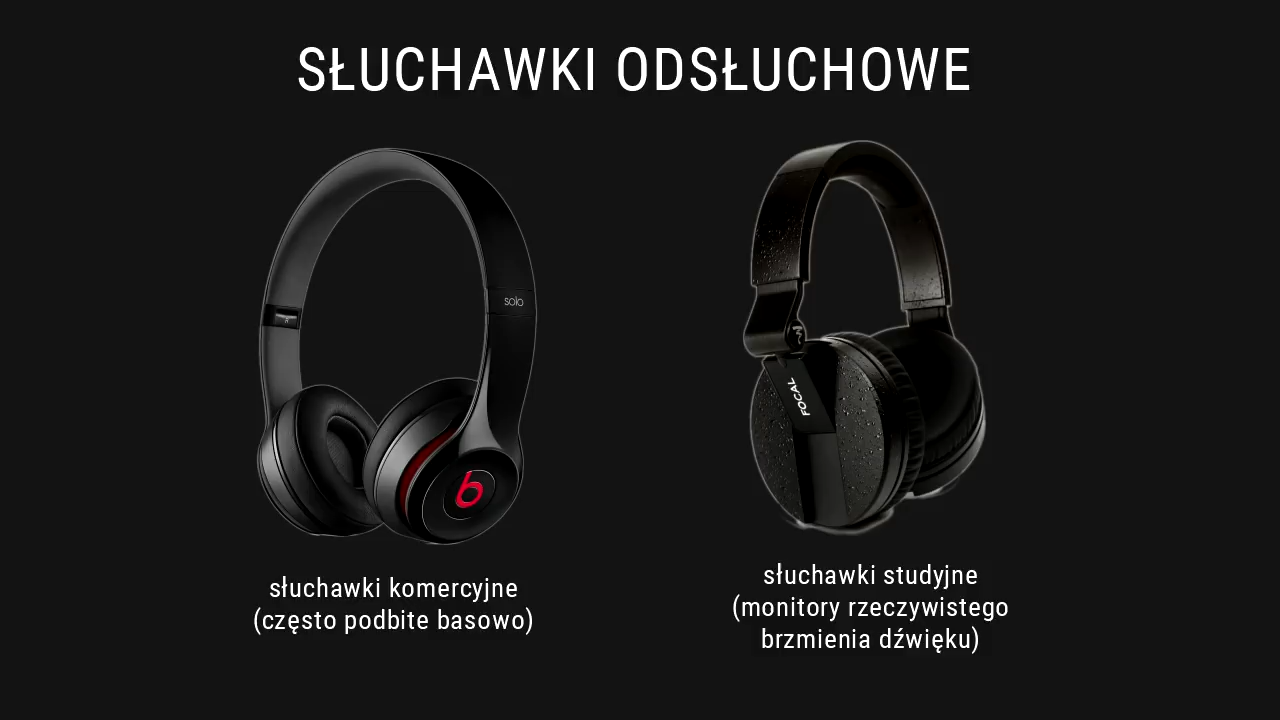 SŁUCHAWKI ODSŁUCHOWE
solo
b
FOCAL
słuchawki komercyjne
(często podbite basowo)
słuchawki studyjne
(monitory rzeczywistego
brzmienia dźwięku)